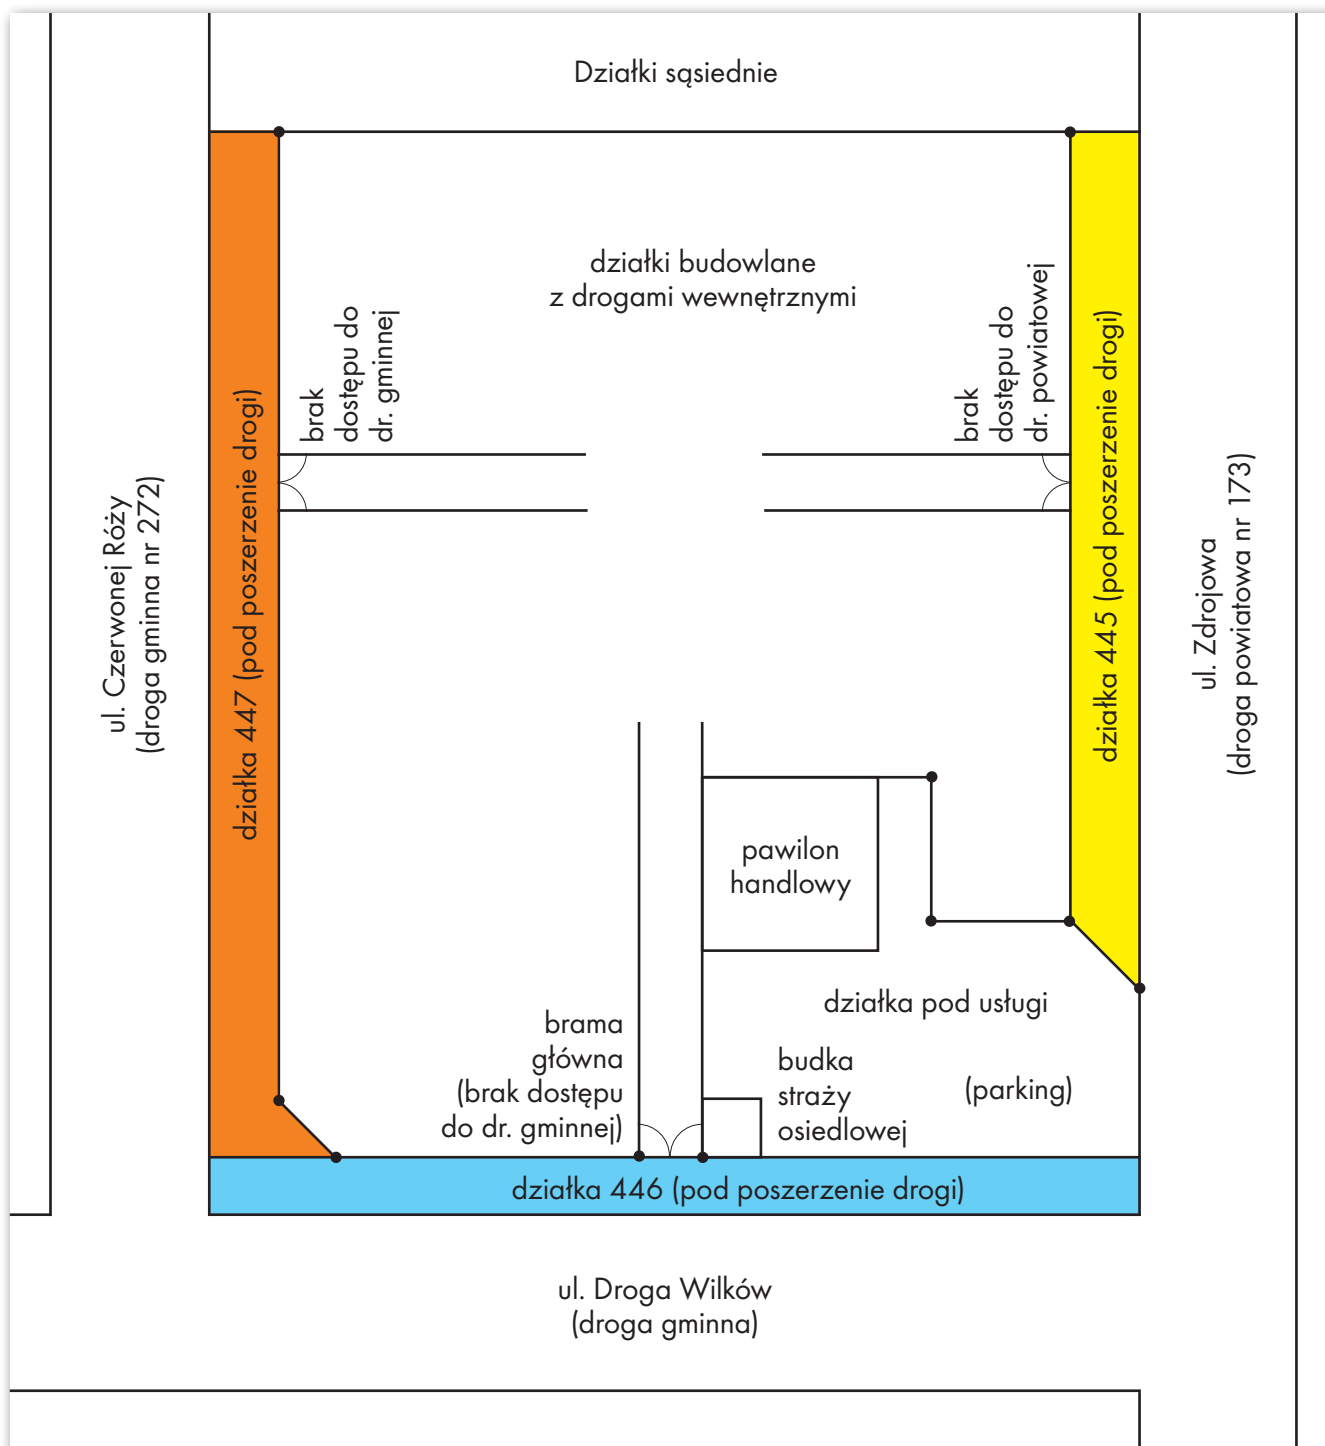 Działki sąsiednie
działki budowlane
z drogami wewnętrznymi
brak
dostępu do
dr. gminnej
brak
dostępu do
dr. powiatowej
działka 447 (pod poszerzenie drogi)
działka 445 (pod poszerzenie drogi)
ul. Czerwonej Róży
(droga gminna nr 272)
ul. Zdrojowa
(droga powiatowa nr 173)
pawilon
handlowy
działka pod usługi
brama
główna
(brak dostępu
do dr. gminnej)
budka
straży
osiedlowej
(parking)
działka 446 (pod poszerzenie drogi)
ul. Droga Wilków
(droga gminna)